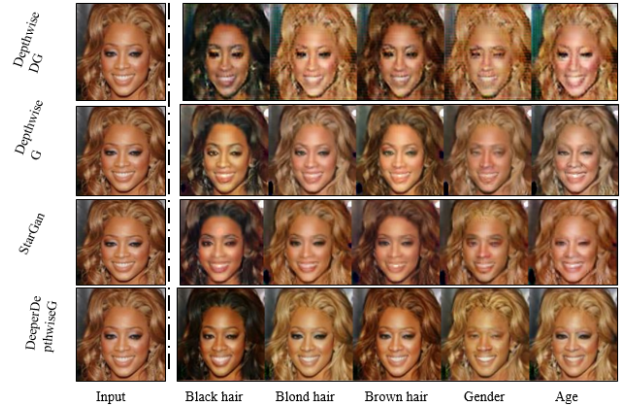 Depthwise
DG
Depthwise
G
StarGan
DeeperDe
pthwiseG
Input Black hair Blond hair Brown hair Gender Age